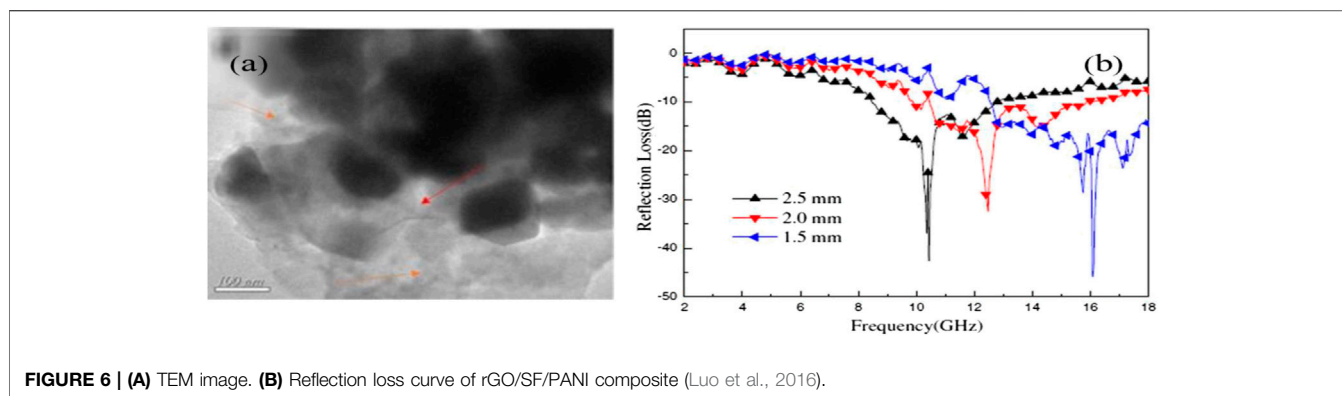 (a)
100 nm
(b)
Reflection Loss(dB)
0
-10
-20
-30
-40
-50
2.5 mm
2.0 mm
1.5 mm
2 4 6 8 10 12 14 16 18
Frequency(GHz)
FIGURE 6 | (A) TEM image. (B) Reflection loss curve of rGO/SF/PANI composite (Luo et al., 2016).